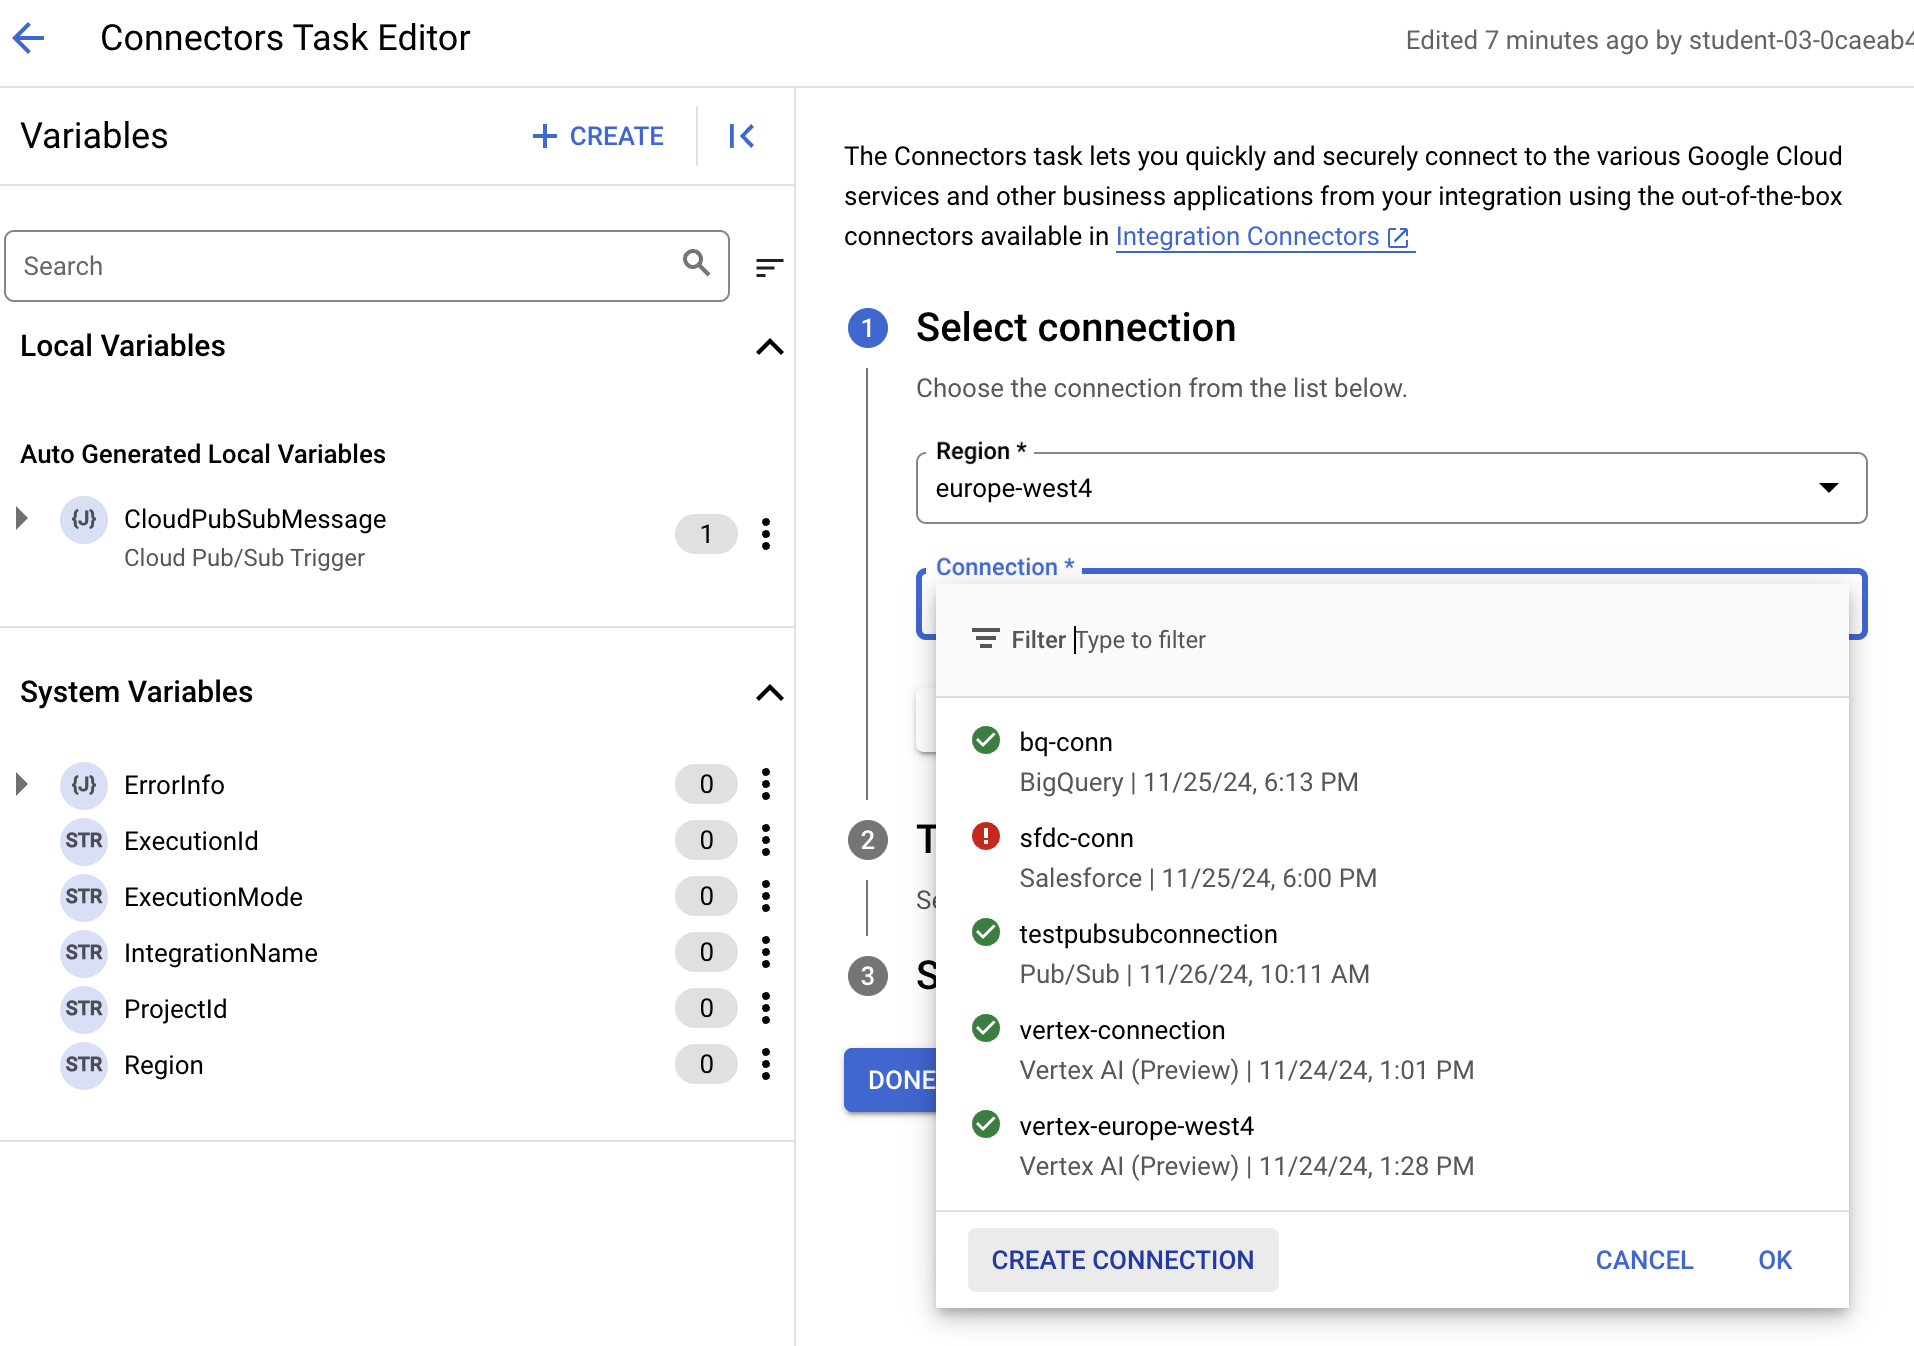 Connectors Task Editor
Edited 7 minutes ago by student-03-0caeab4
Variables
CREATE
Search
Local Variables
Auto Generated Local Variables
{J} CloudPubSubMessage 1
Cloud Pub/Sub Trigger
System Variables
{J} ErrorInfo 0
STR ExecutionId 0
STR ExecutionMode 0
STR IntegrationName 0
STR ProjectId 0
STR Region 0
The Connectors task lets you quickly and securely connect to the various Google Cloud
services and other business applications from your integration using the out-of-the-box
connectors available in Integration Connectors
1 Select connection
Choose the connection from the list below.
Region *
europe-west4
Connection *
Filter Type to filter
bq-conn
BigQuery | 11/25/24, 6:13 PM
sfdc-conn
Salesforce | 11/25/24, 6:00 PM
testpubsubconnection
Pub/Sub | 11/26/24, 10:11 AM
vertex-connection
Vertex AI (Preview) | 11/24/24, 1:01 PM
vertex-europe-west4
Vertex AI (Preview) | 11/24/24, 1:28 PM
CREATE CONNECTION CANCEL OK
2 T
Se
3 S
DONE